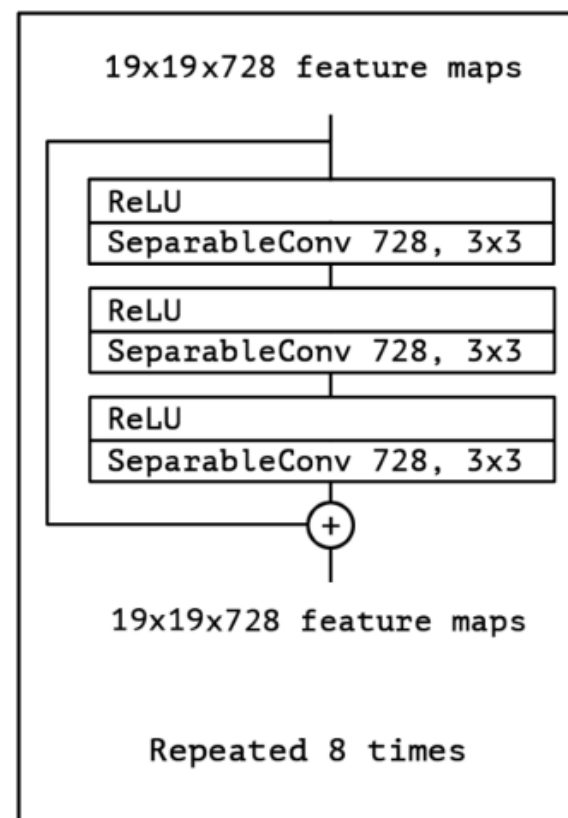 19x19x728 feature maps
ReLU
SeparableConv 728, 3x3
ReLU
SeparableConv 728, 3x3
ReLU
SeparableConv 728, 3x3
+
19x19x728 feature maps
Repeated 8 times